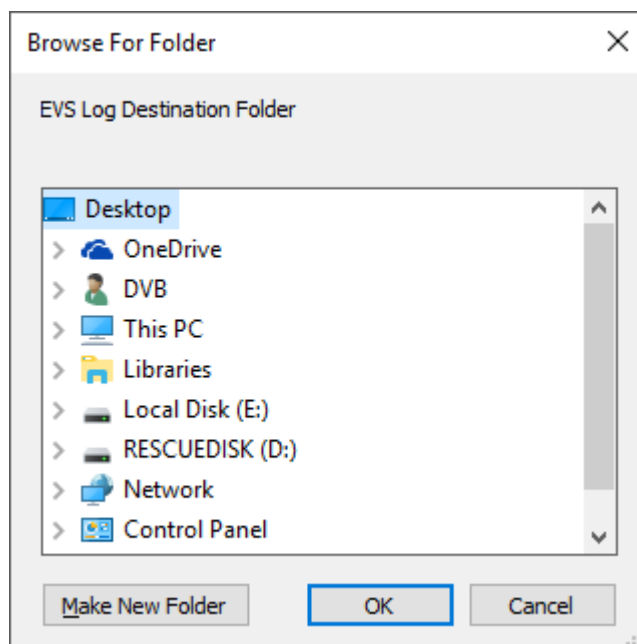 Browse For Folder
EVS Log Destination Folder
Desktop
OneDrive
DVB
This PC
Libraries
Local Disk (E:)
RESCUEDISK (D:)
Network
Control Panel
Make New Folder
OK
Cancel